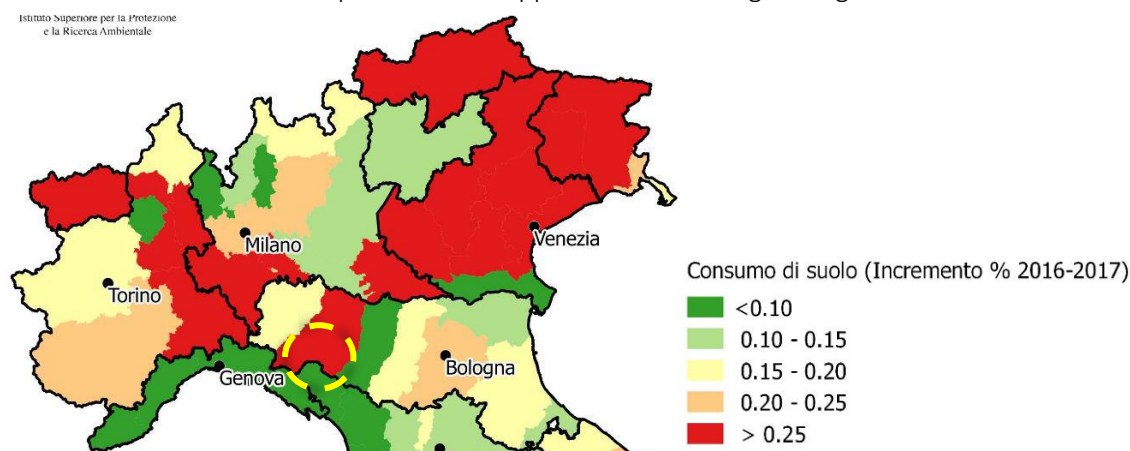 Istituto Superiore per la Protezione
e la Ricerca Ambientale
Milano
Venezia
Torino
Genova
Bologna
Consumo di suolo (Incremento % 2016-2017)
<0.10
0.10 - 0.15
0.15 - 0.20
0.20 - 0.25
> 0.25